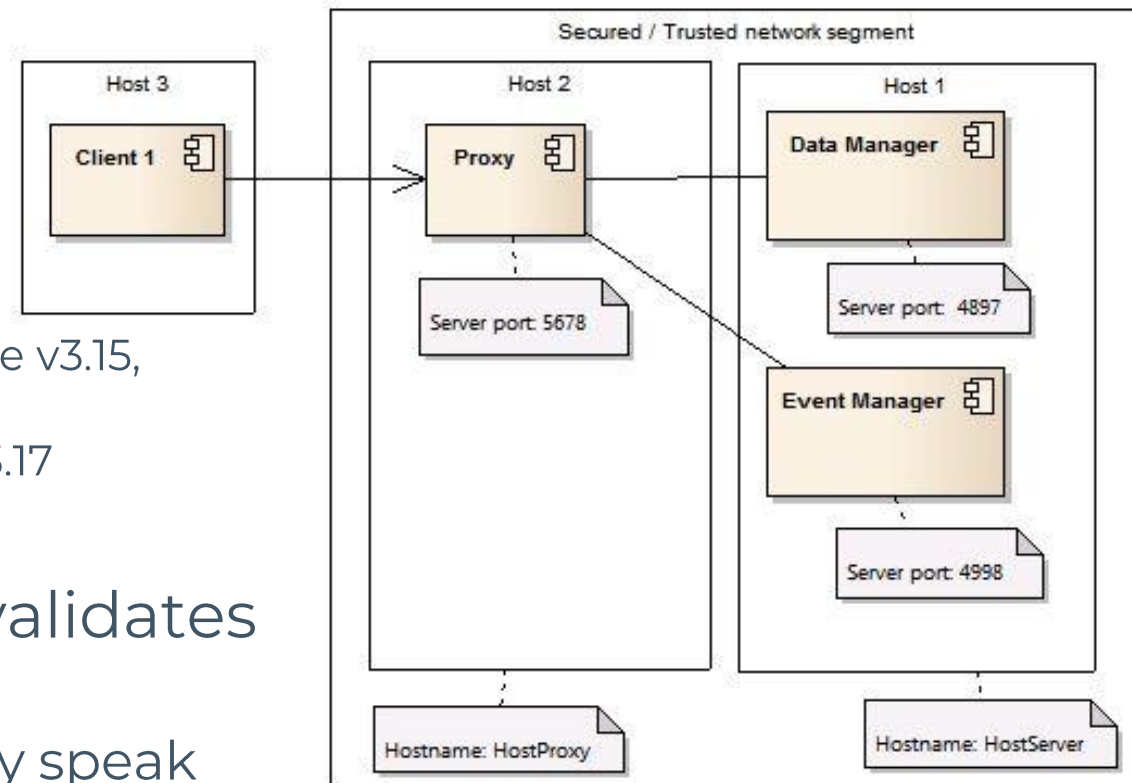 Secured / Trusted network segment
Host 3
Host 2
Host 1
Client 1
Proxy
Data Manager
Server port: 5678
Server port: 4897
e v3.15,
Event Manager
.17
Server port: 4998
validates
Hostname: HostProxy
Hostname: HostServer
y speak